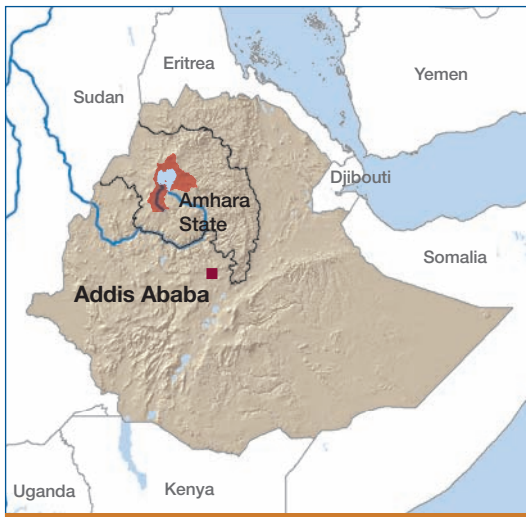 Eritrea
Yemen
Sudan
Djibouti
Amhara
State
Somalia
Addis Ababa
Uganda
Kenya